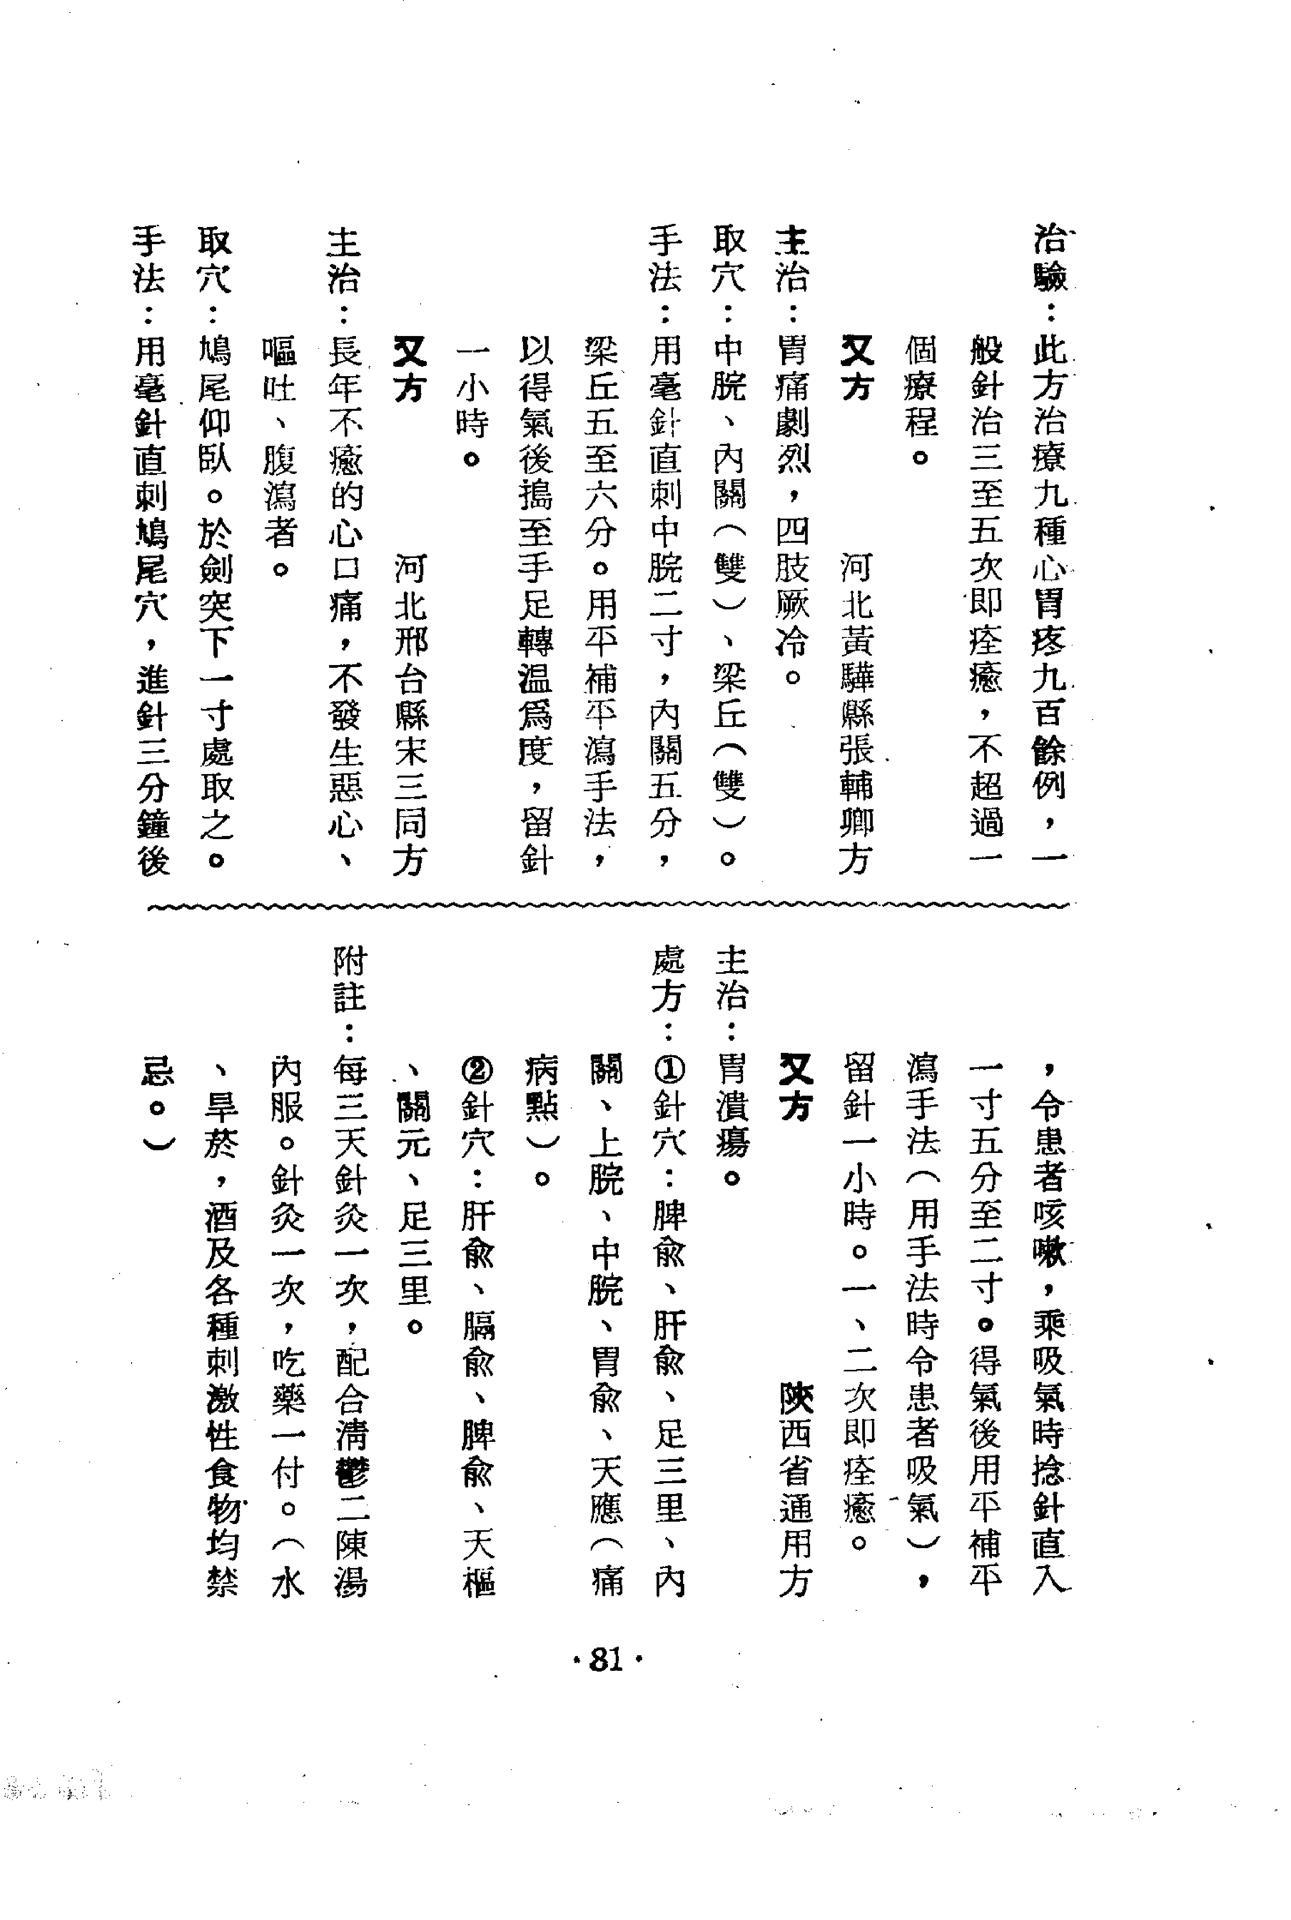 治驗：此方治療九種心胃疼九百餘例，一
般針治三至五次即痊癒，不超過一
個療程。
又方　　　　河北黃驊縣張輔卿方
主治：胃痛劇烈，四肢厥冷。
取穴：中脘、內關（雙）、梁丘（雙）。
手法：用毫針直刺中脘二寸，內關五分，
梁丘五至六分。用平補平瀉手法，
以得氣後搗至手足轉溫爲度，留針
一小時。
又方　　　　河北邢台縣宋三同方
主治：長年不癒的心口痛，不發生惡心、
嘔吐、腹瀉者。
取穴：鳩尾仰臥。於劍突下一寸處取之。
手法：用毫針直刺鳩尾穴，進針三分鐘後
，令患者咳嗽，乘吸氣時捻針直入
一寸五分至二寸。得氣後用平補平
瀉手法（用手法時令患者吸氣），
留針一小時。一、二次即痊癒。
又方　　　　陝西省通用方
主治：胃潰瘍。
處方：①針穴：脾兪、肝兪、足三里、內
關、上脘、中脘、胃兪、天應（痛
病點）。
②針穴：肝兪、膈兪、脾兪、天樞
、關元、足三里。
附註：每三天針灸一次，配合清鬱二陳湯
內服。針灸一次，吃藥一付。（水
、旱菸，酒及各種刺激性食物均禁
忌。）
·81·